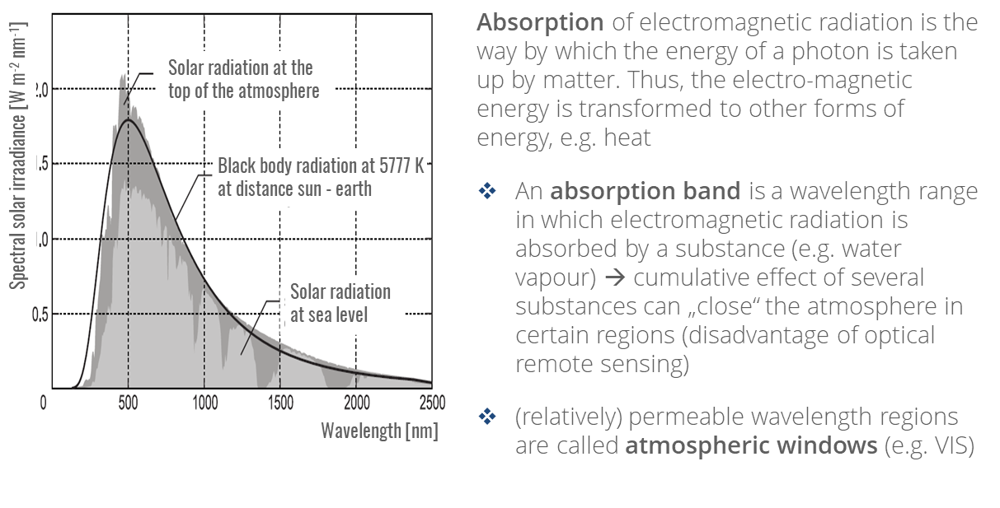 Spectral solar irraadiance [W m-2 nm-1]
Solar radiation at the
top of the atmosphere
Black body radiation at 5777 K
at distance sun - earth
Solar radiation
at sea level
2.0
.5
.0
0.5
0
500
1000
1500
2000
2500
Wavelength [nm]
Absorption of electromagnetic radiation is the
way by which the energy of a photon is taken
up by matter. Thus, the electro-magnetic
energy is transformed to other forms of
energy, e.g. heat
❖ An absorption band is a wavelength range
in which electromagnetic radiation is
absorbed by a substance (e.g. water
vapour) → cumulative effect of several
substances can „close“ the atmosphere in
certain regions (disadvantage of optical
remote sensing)
❖ (relatively) permeable wavelength regions
are called atmospheric windows (e.g. VIS)